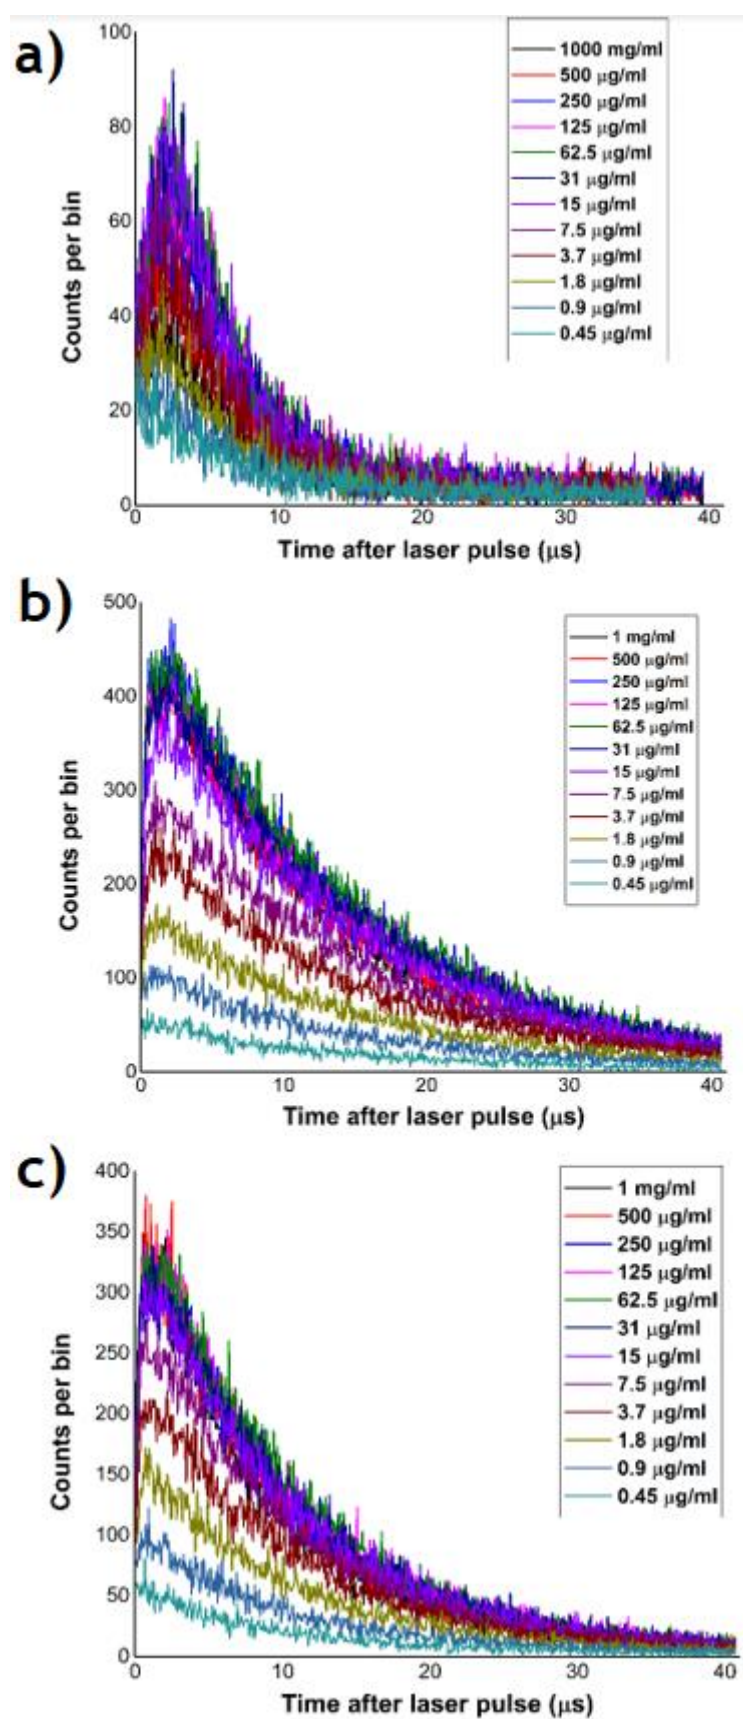 a)
100
80
60
40
20
0
Counts per bin
0 10 20 30 40
Time after laser pulse (μs)
1000 mg/ml
500 μg/ml
250 μg/ml
125 μg/ml
62.5 μg/ml
31 μg/ml
15 μg/ml
7.5 μg/ml
3.7 μg/ml
1.8 μg/ml
0.9 μg/ml
0.45 μg/ml
b)
500
400
300
200
100
0
Counts per bin
0 10 20 30 40
Time after laser pulse (μs)
1 mg/ml
500 μg/ml
250 μg/ml
125 μg/ml
62.5 μg/ml
31 μg/ml
15 μg/ml
7.5 μg/ml
3.7 μg/ml
1.8 μg/ml
0.9 μg/ml
0.45 μg/ml
c)
400
350
300
250
200
150
100
50
0
Counts per bin
0 10 20 30 40
Time after laser pulse (μs)
1 mg/ml
500 μg/ml
250 μg/ml
125 μg/ml
62.5 μg/ml
31 μg/ml
15 μg/ml
7.5 μg/ml
3.7 μg/ml
1.8 μg/ml
0.9 μg/ml
0.45 μg/ml